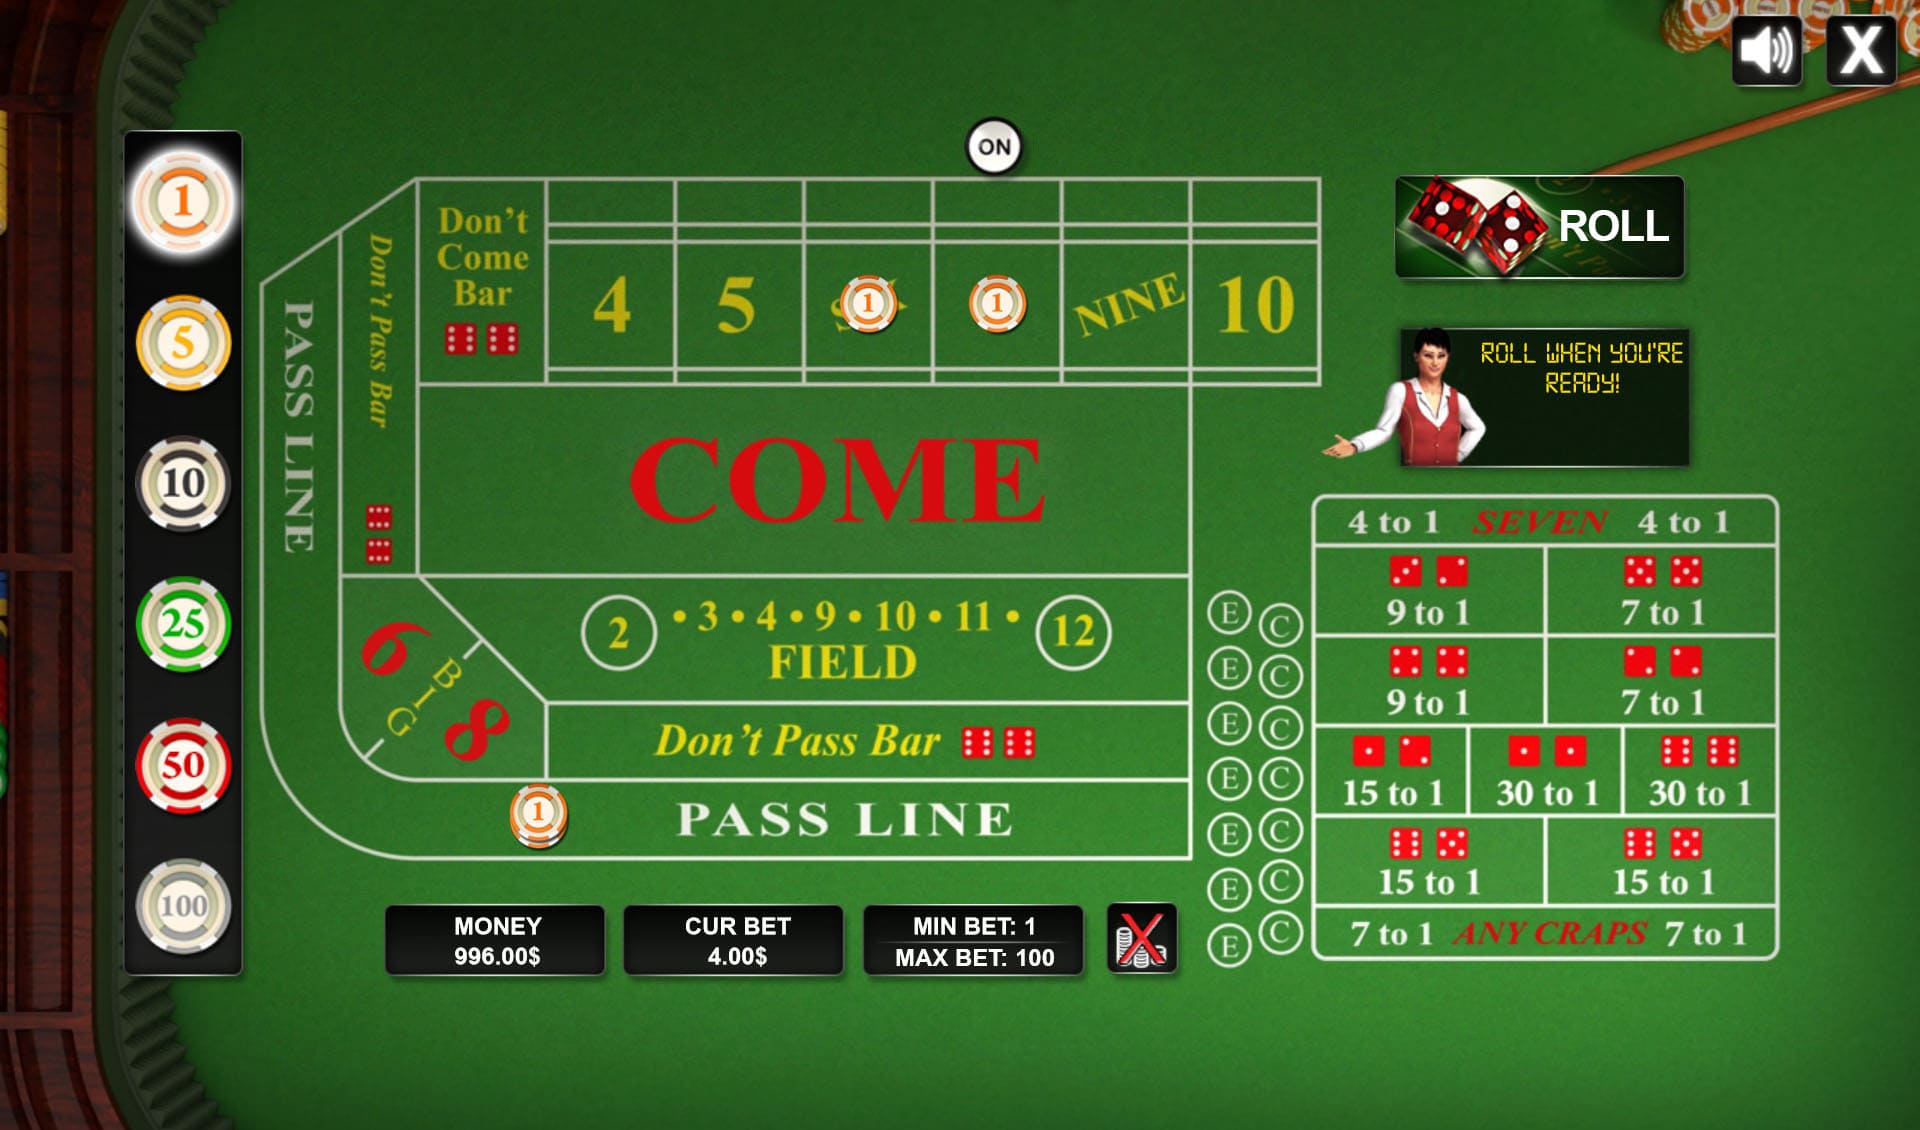 X
ON
1
5
10
25
50
100
ROLL
ROLL WHEN YOU'RE
READY!
PASS LINE
Don't Pass Bar
Don't
Come
Bar
4
5
1
1
NINE
10
COME
6
BIG
8
2
• 3 • 4 • 9 • 10 • 11 •
12
FIELD
Don't Pass Bar
1
PASS LINE
E
E
E
E
E
E
E
C
C
C
C
C
C
C
4 to 1 SEVEN 4 to 1
9 to 1 7 to 1
9 to 1 7 to 1
15 to 1 30 to 1 30 to 1
15 to 1 15 to 1
7 to 1 ANY CRAPS 7 to 1
MONEY
996.00$
CUR BET
4.00$
MIN BET: 1
MAX BET: 100